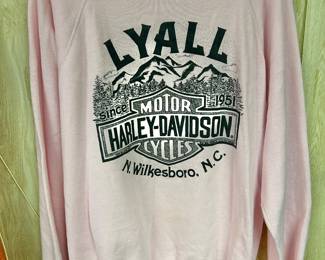 LYALL
since 1951
MOTOR
HARLEY-DAVIDSON
CYCLES
N. Wilkesboro, N.C.